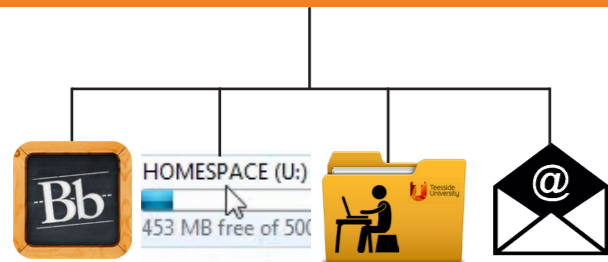 Bb
HOMESPACE (U:)
453 MB free of 500
Teesside
University
@